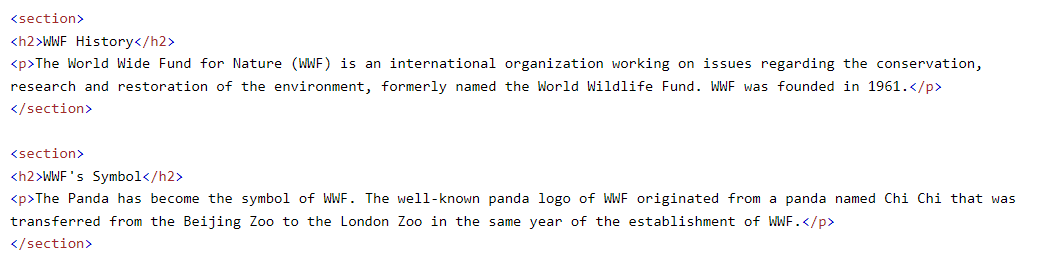 <section>
<h2>WWF History</h2>
<p>The World Wide Fund for Nature (WWF) is an international organization working on issues regarding the conservation,
research and restoration of the environment, formerly named the World Wildlife Fund. WWF was founded in 1961.</p>
</section>

<section>
<h2>WWF's Symbol</h2>
<p>The Panda has become the symbol of WWF. The well-known panda logo of WWF originated from a panda named Chi Chi that was
transferred from the Beijing Zoo to the London Zoo in the same year of the establishment of WWF.</p>
</section>